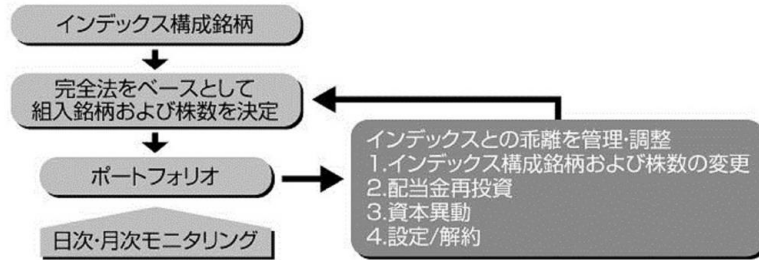 インデックス構成銘柄
完全法をベースとして
組入銘柄および株数を決定
ポートフォリオ
日次・月次モニタリング
インデックスとの乖離を管理・調整
1.インデックス構成銘柄および株数の変更
2.配当金再投資
3.資本異動
4.設定/解約